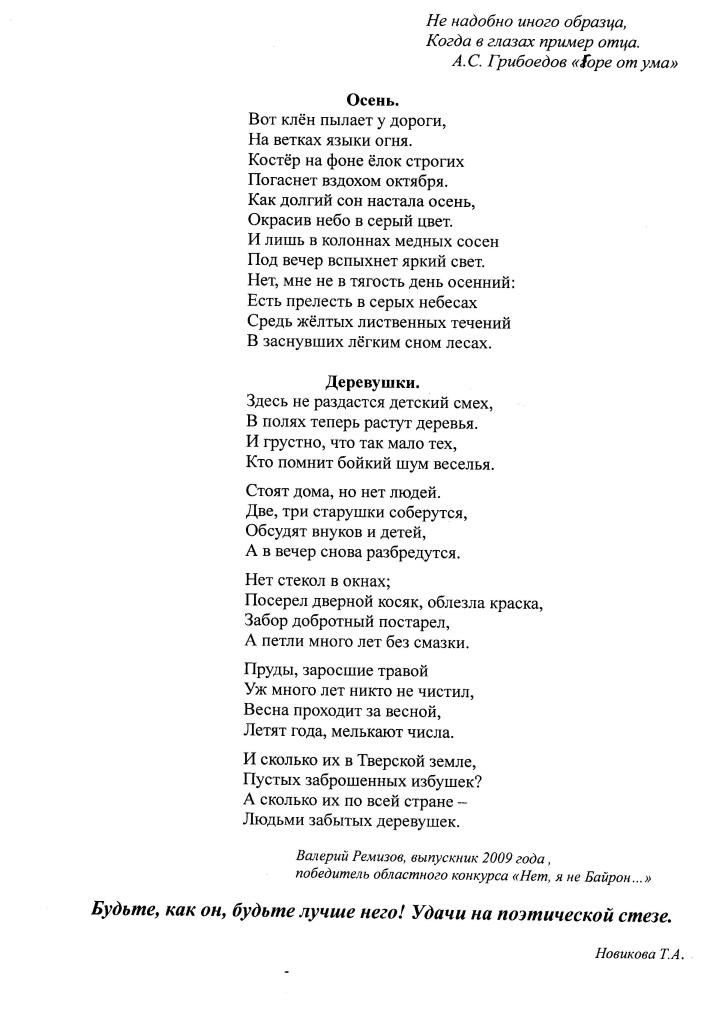 Не надобно иного образца,
Когда в глазах пример отца.
А.С. Грибоедов «Горе от ума»
Осень.
Вот клён пылает у дороги,
На ветках языки огня.
Костёр на фоне ёлок строгих
Погаснет вздохом октября.
Как долгий сон настала осень,
Окрасив небо в серый цвет.
И лишь в колоннах медных сосен
Под вечер вспыхнет яркий свет.
Нет, мне не в тягость день осенний:
Есть прелесть в серых небесах
Средь жёлтых лиственных течений
В заснувших лёгким сном лесах.
Деревушки.
Здесь не раздастся детский смех,
В полях теперь растут деревья.
И грустно, что так мало тех,
Кто помнит бойкий шум веселья.
Стоят дома, но нет людей.
Две, три старушки соберутся,
Обсудят внуков и детей,
А в вечер снова разбредутся.
Нет стекол в окнах;
Посерел дверной косяк, облезла краска,
Забор добротный постарел,
А петли много лет без смазки.
Пруды, заросшие травой
Уж много лет никто не чистил,
Весна проходит за весной,
Летят года, мелькают числа.
И сколько их в Тверской земле,
Пустых заброшенных избушек?
А сколько их по всей стране –
Людьми забытых деревушек.
Валерий Ремизов, выпускник 2009 года ,
победитель областного конкурса «Нет, я не Байрон…»
Будьте, как он, будьте лучше него! Удачи на поэтической стезе.
Новикова Т.А.